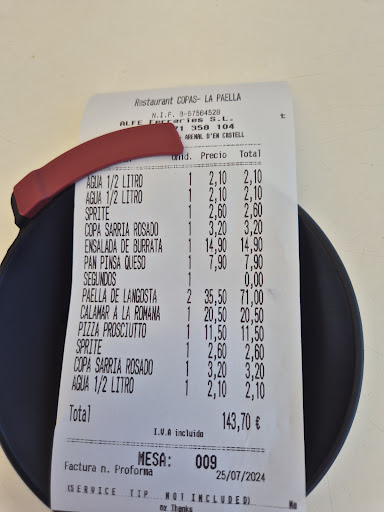 Restaurant COPAS- LA PAELLA
N.I.F. B-57564520
ALFE Ferreries S.L.
71 358 104
ARENAL D'EN CASTELL
Unid. Precio Total
AGUA 1/2 LITRO 1 2,10 2,10
AGUA 1/2 LITRO 1 2,10 2,10
SPRITE 1 2,60 2,60
COPA SARRIA ROSADO 1 3,20 3,20
ENSALADA DE BURRATA 1 14,90 14,90
PAN PINSA QUESO 1 7,90 7,90
SEGUNDOS 1 0,00
PAELLA DE LANGOSTA 2 35,50 71,00
CALAMAR A LA ROMANA 1 20,50 20,50
PIZZA PROSCIUTTO 1 11,50 11,50
SPRITE 1 2,60 2,60
COPA SARRIA ROSADO 1 3,20 3,20
AGUA 1/2 LITRO 1 2,10 2,10
Total 143,70 €
I.V.A incluido
MESA: 009
Factura n. Proforma 25/07/2024
(SERVICE TIP NOT INCLUDED)
Thanks